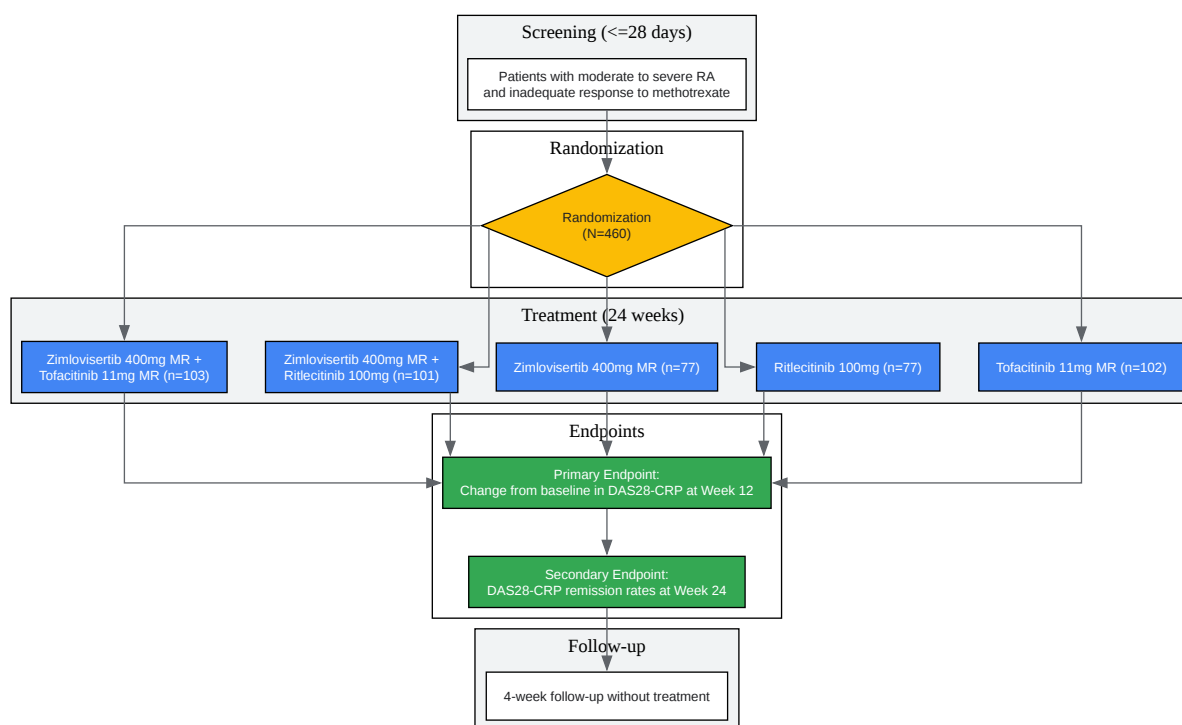 Screening (<=28 days)
Patients with moderate to severe RA
and inadequate response to methotrexate
Randomization
Randomization
(N=460)
Treatment (24 weeks)
Zimlovisertib 400mg MR +
Tofacitinib 11mg MR (n=103)
Zimlovisertib 400mg MR +
Ritlecitinib 100mg (n=101)
Zimlovisertib 400mg MR (n=77)
Ritlecitinib 100mg (n=77)
Tofacitinib 11mg MR (n=102)
Endpoints
Primary Endpoint:
Change from baseline in DAS28-CRP at Week 12
Secondary Endpoint:
DAS28-CRP remission rates at Week 24
Follow-up
4-week follow-up without treatment